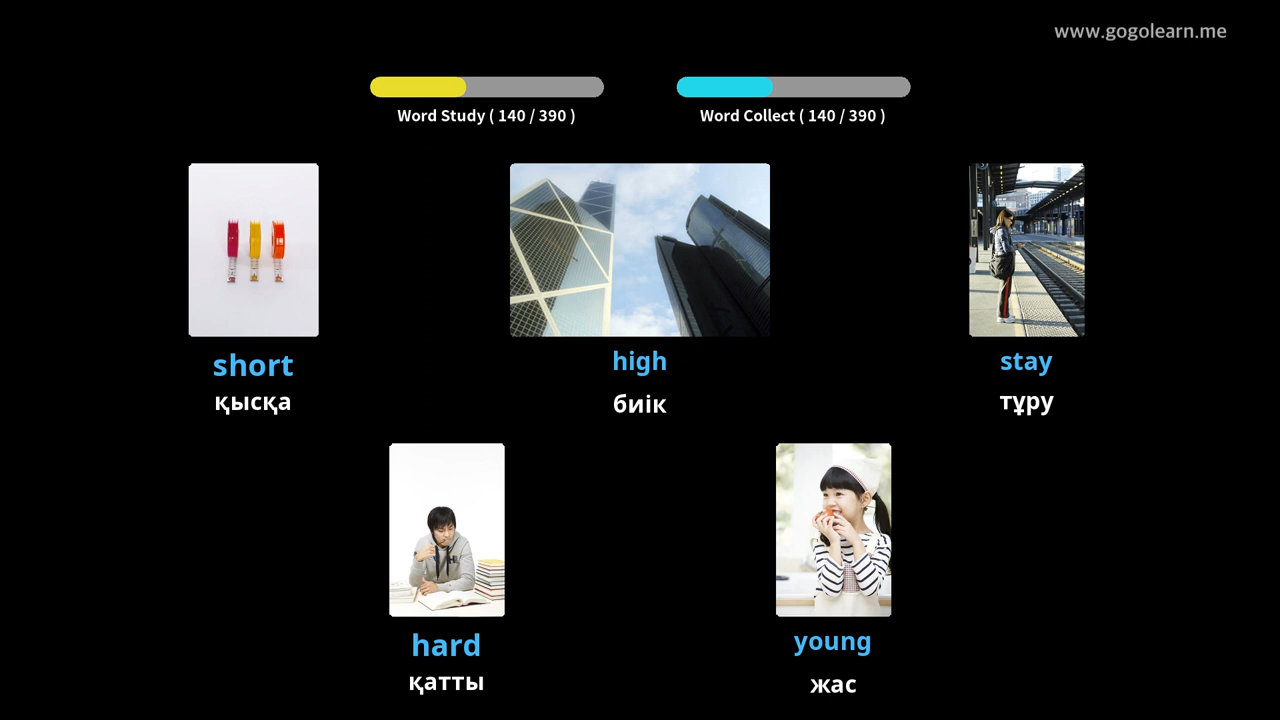 www.gogolearn.me
Word Study ( 140 / 390 )
Word Collect ( 140 / 390 )
short
қысқа
high
биік
stay
тұру
hard
қатты
young
жас